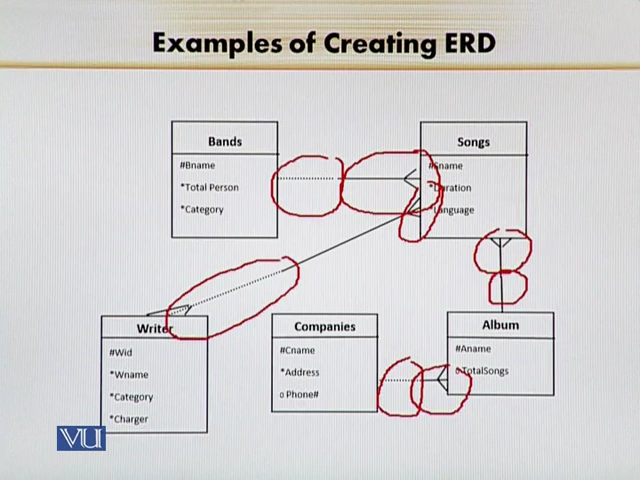 Examples of Creating ERD
Bands
#Bname
*Total Person
*Category
Songs
#Sname
*Duration
*Language
Writer
#Wid
*Wname
*Category
*Charger
Companies
#Cname
*Address
o Phone#
Album
#Aname
o TotalSongs
VU